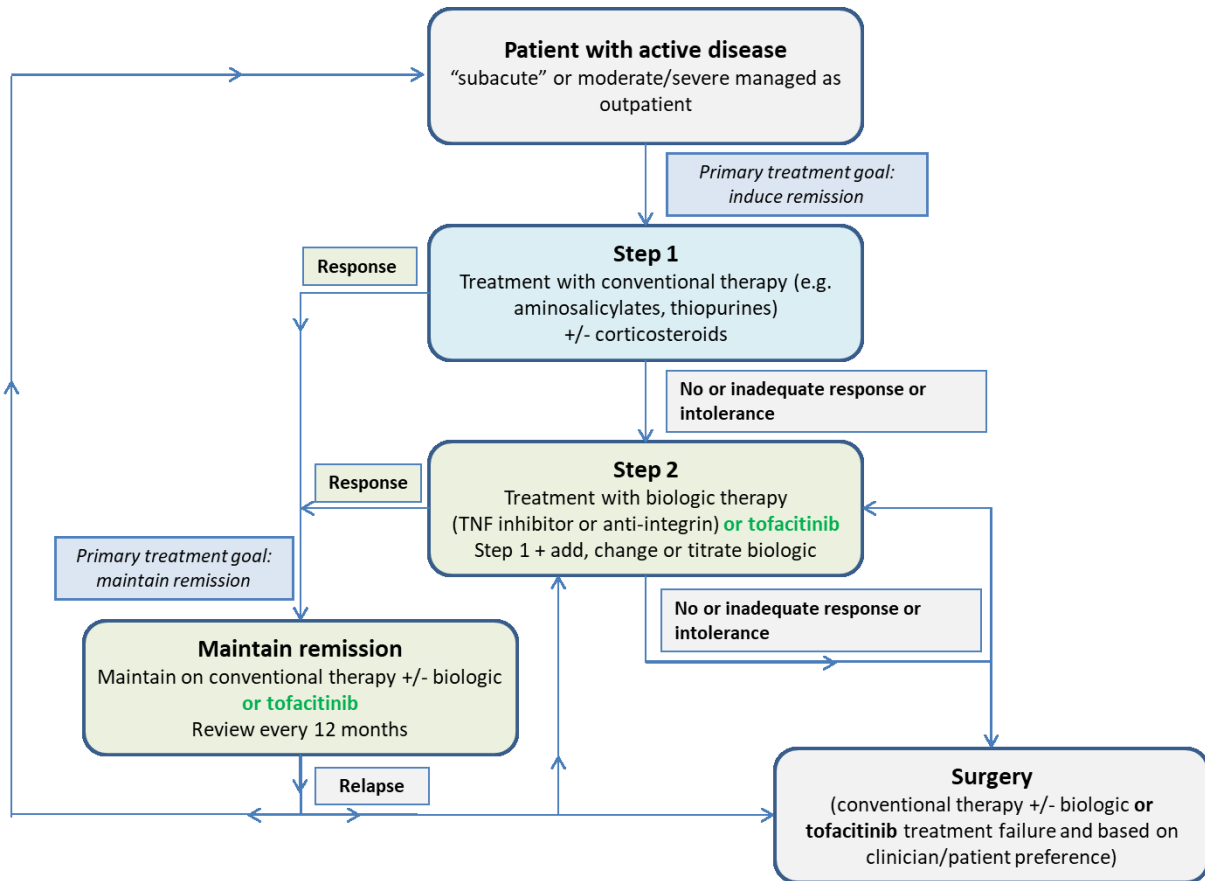 Patient with active disease
“subacute” or moderate/severe managed as
outpatient
Primary treatment goal:
induce remission
Step 1
Treatment with conventional therapy (e.g.
aminosalicylates, thiopurines)
+/- corticosteroids
Response
No or inadequate response or
intolerance
Step 2
Treatment with biologic therapy
(TNF inhibitor or anti-integrin) or tofacitinib
Step 1 + add, change or titrate biologic
Response
Primary treatment goal:
maintain remission
No or inadequate response or
intolerance
Maintain remission
Maintain on conventional therapy +/- biologic
or tofacitinib
Review every 12 months
Relapse
Surgery
(conventional therapy +/- biologic or
tofacitinib treatment failure and based on
clinician/patient preference)